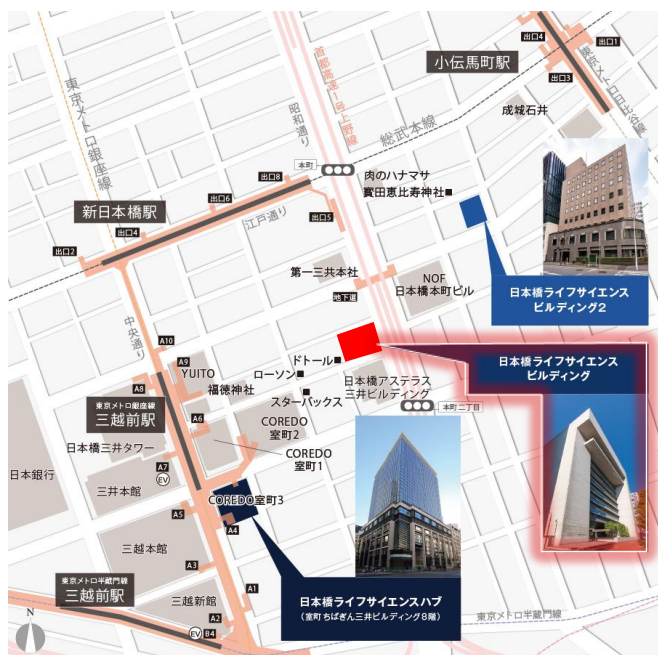 出口4
出口1
小伝馬町駅
出口3
東京メトロ日比谷線
首都高速1号上野線
昭和通り
総武本線
成城石井
東京メトロ銀座線
本町
肉のハナマサ
寳田恵比寿神社
出口8
出口6
新日本橋駅
出口4
出口2
江戸通り
出口5
第一三共本社
NOF
日本橋本町ビル
地下道
日本橋ライフサイエンス
ビルディング2
中央通り
A10
A9
YUITO
ドトール
ローソン
福徳神社
スターバックス
日本橋アステラス
三井ビルディング
本町二丁目
日本橋ライフサイエンス
ビルディング
A8
東京メトロ銀座線
三越前駅
A6
COREDO
室町2
日本橋三井タワー
COREDO
室町1
A7
EV
日本銀行
三井本館
COREDO室町3
A5
A4
三越本館
A3
東京メトロ半蔵門線
三越前駅
三越新館
A1
A2
EV
B4
N
日本橋ライフサイエンスハブ
(室町ちばぎん三井ビルディング8階)
東京メトロ半蔵門線